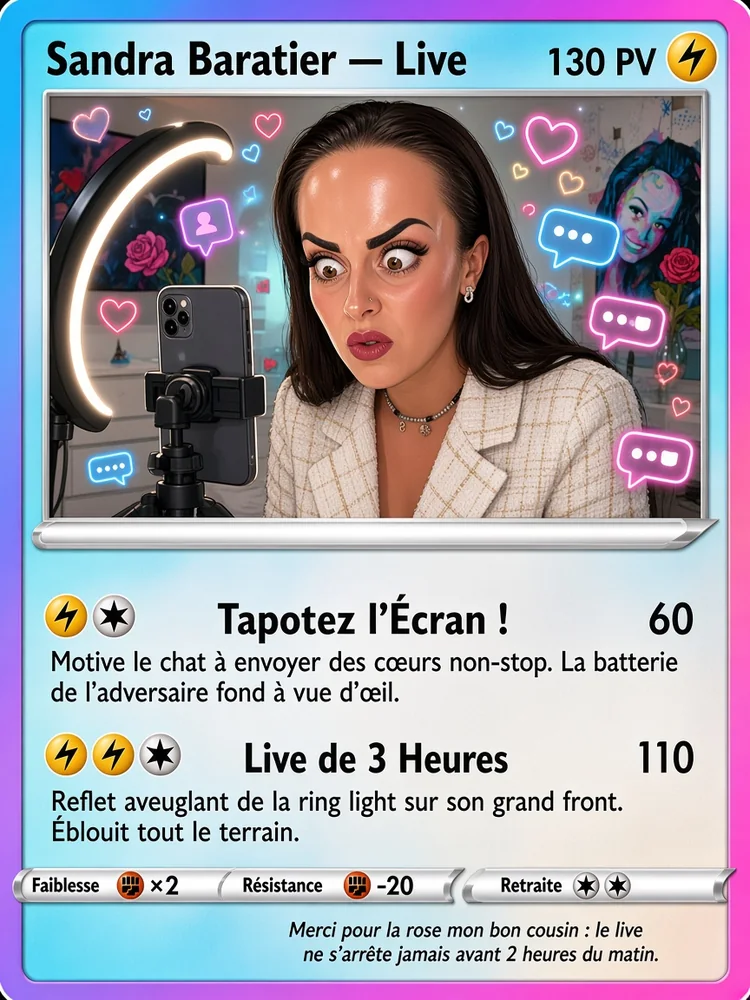 Sandra Baratier — Live 130 PV
Tapotez l'Écran ! 60
Motive le chat à envoyer des cœurs non-stop. La batterie
de l'adversaire fond à vue d'œil.
Live de 3 Heures 110
Reflet aveuglant de la ring light sur son grand front.
Éblouit tout le terrain.
Faiblesse ×2 Résistance -20 Retraite
Merci pour la rose mon bon cousin : le live
ne s'arrête jamais avant 2 heures du matin.